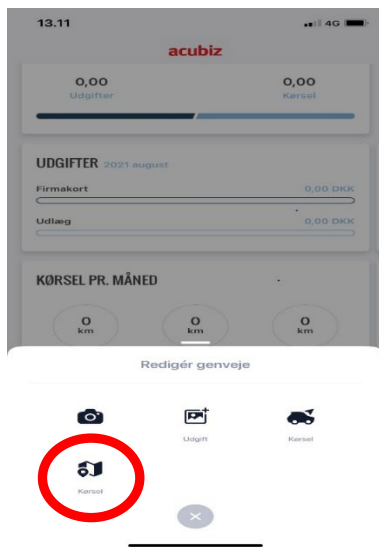 13.11 4G
acubiz
0,00 0,00
Udgifter Kørsel
UDGIFTER 2021 august
Firmakort 0,00 DKK
Udlæg 0,00 DKK
KØRSEL PR. MÅNED
0 0 0
km km km
Redigér genveje
Udgift Kørsel
Kørsel